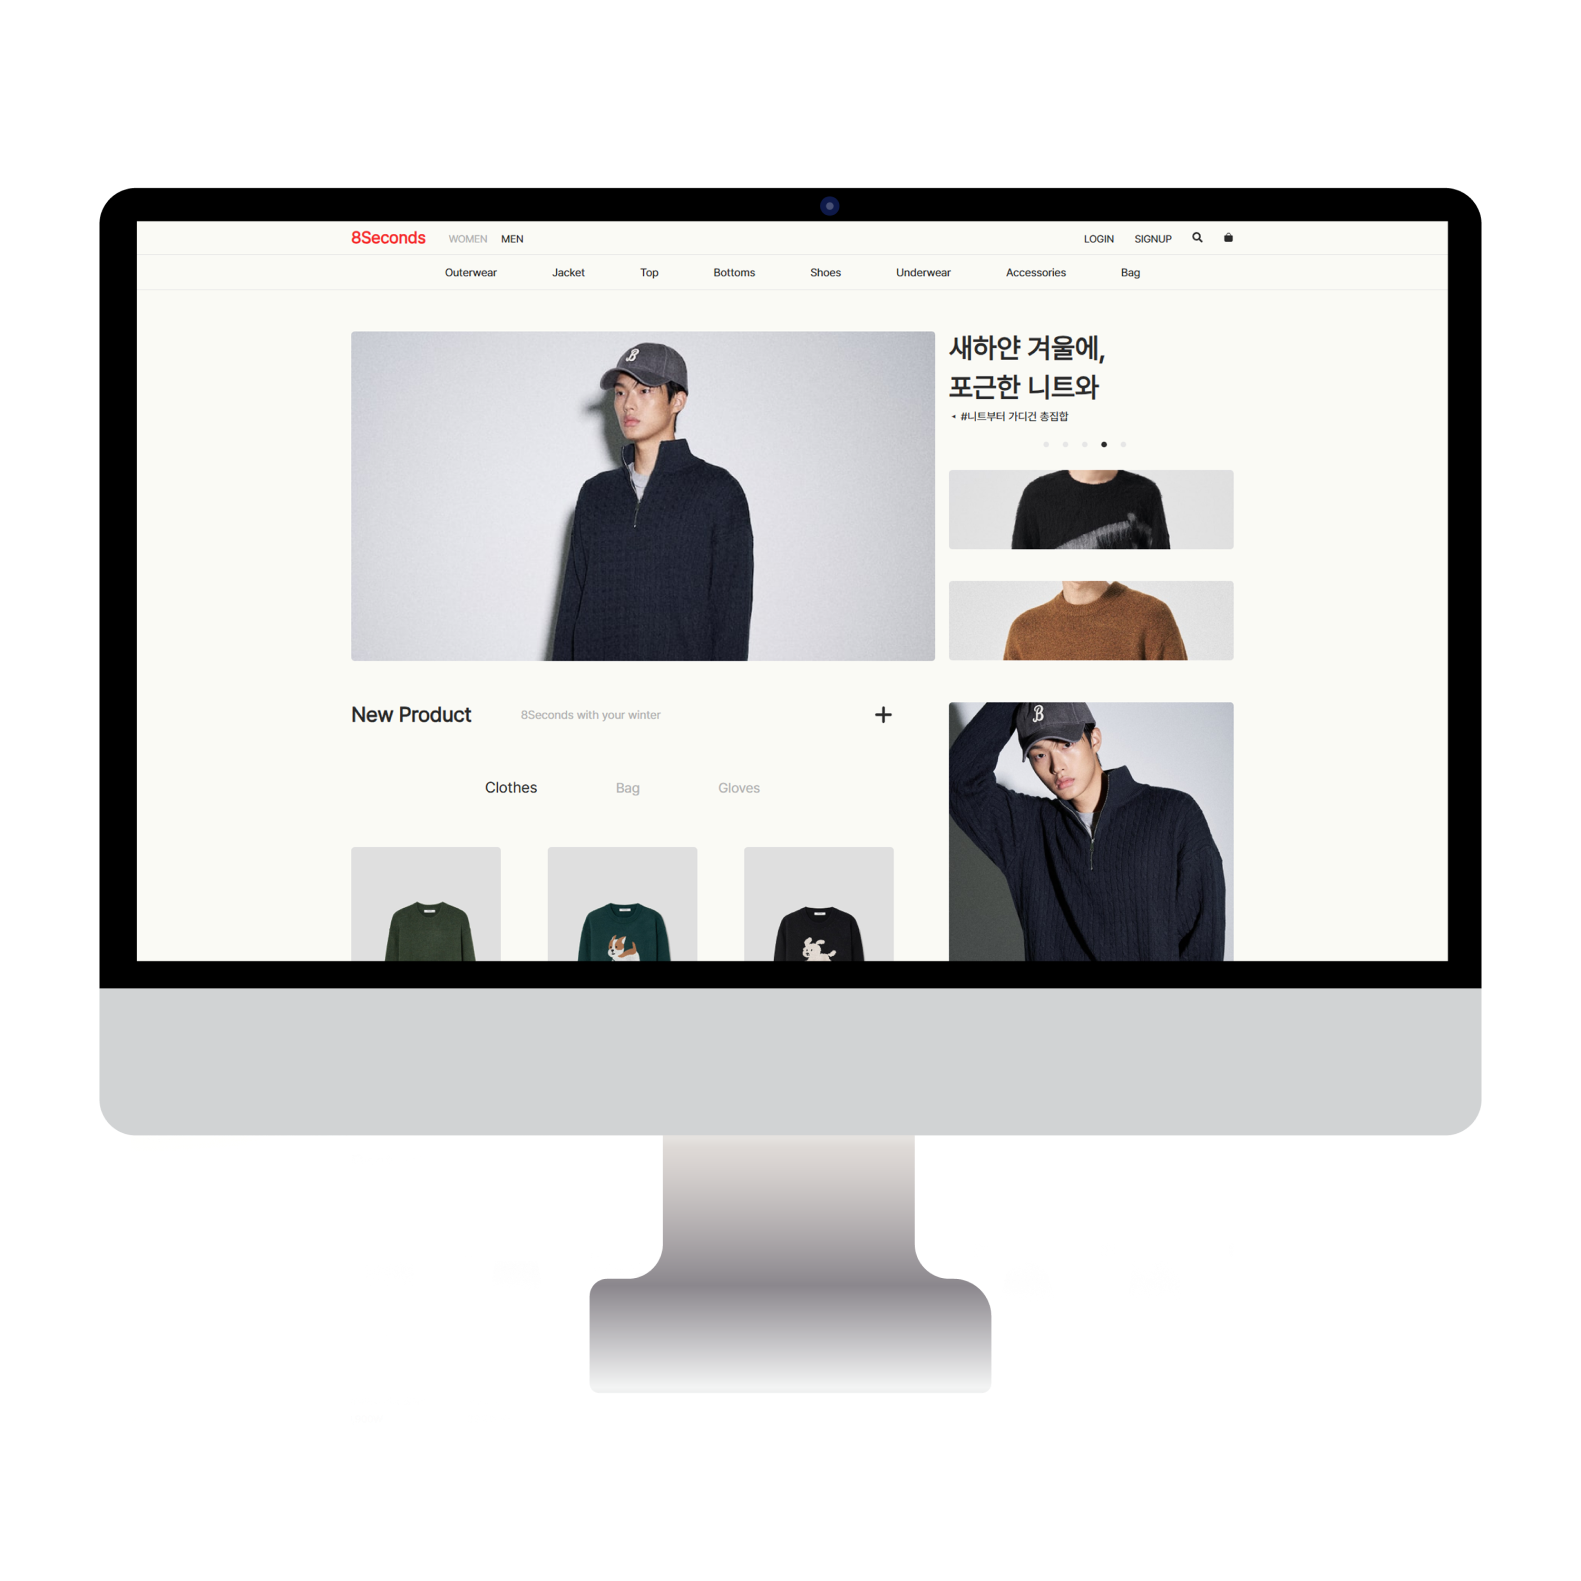 8Seconds WOMEN MEN LOGIN SIGNUP
Outerwear Jacket Top Bottoms Shoes Underwear Accessories Bag
B
새하얀 겨울에,
포근한 니트와
#니트부터 가디건 총집합
New Product 8Seconds with your winter
B
Clothes Bag Gloves